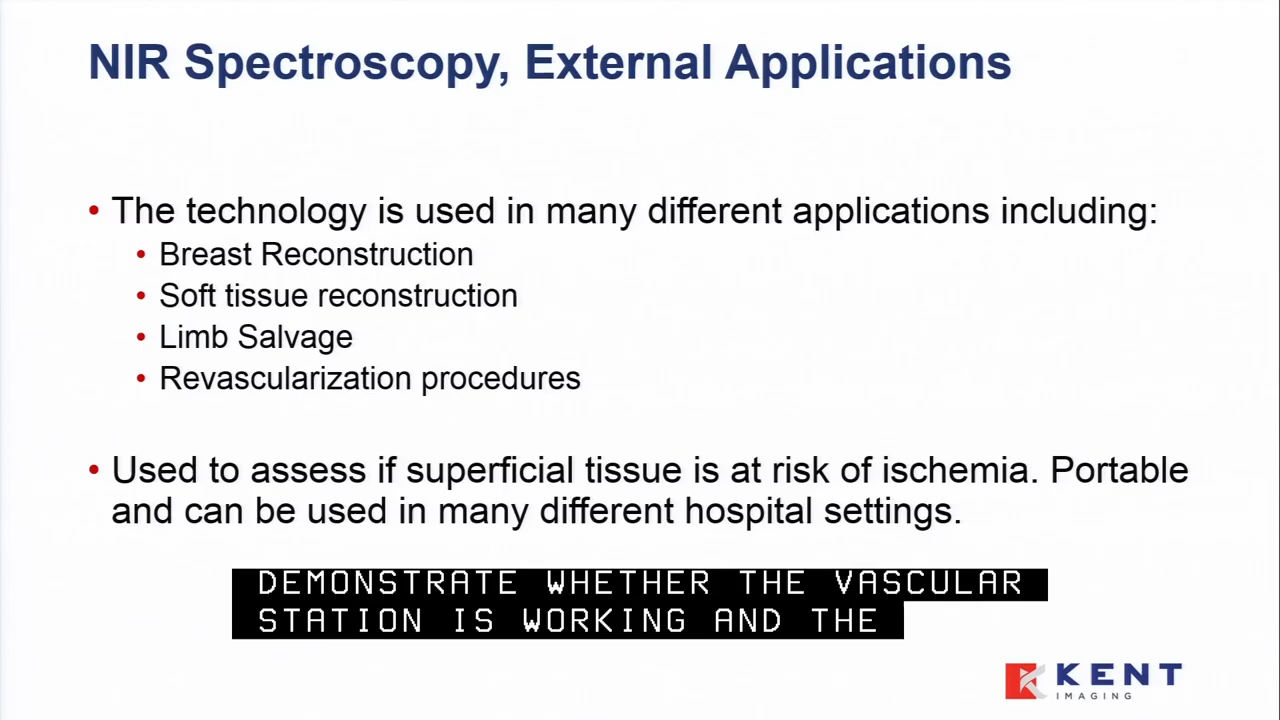 NIR Spectroscopy, External Applications
• The technology is used in many different applications including:
• Breast Reconstruction
• Soft tissue reconstruction
• Limb Salvage
• Revascularization procedures
• Used to assess if superficial tissue is at risk of ischemia. Portable
and can be used in many different hospital settings.
DEMONSTRATE WHETHER THE VASCULAR
STATION IS WORKING AND THE
KENT
IMAGING